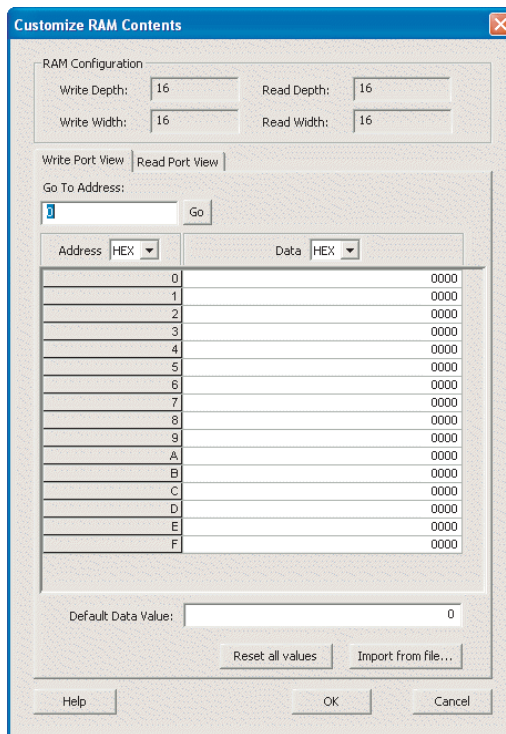 Customize RAM Contents
RAM Configuration
Write Depth: 16 Read Depth: 16
Write Width: 16 Read Width: 16
Write Port View Read Port View
Go To Address:
0 Go
Address HEX Data HEX
0 0000
1 0000
2 0000
3 0000
4 0000
5 0000
6 0000
7 0000
8 0000
9 0000
A 0000
B 0000
C 0000
D 0000
E 0000
F 0000
Default Data Value: 0
Reset all values Import from file...
Help OK Cancel